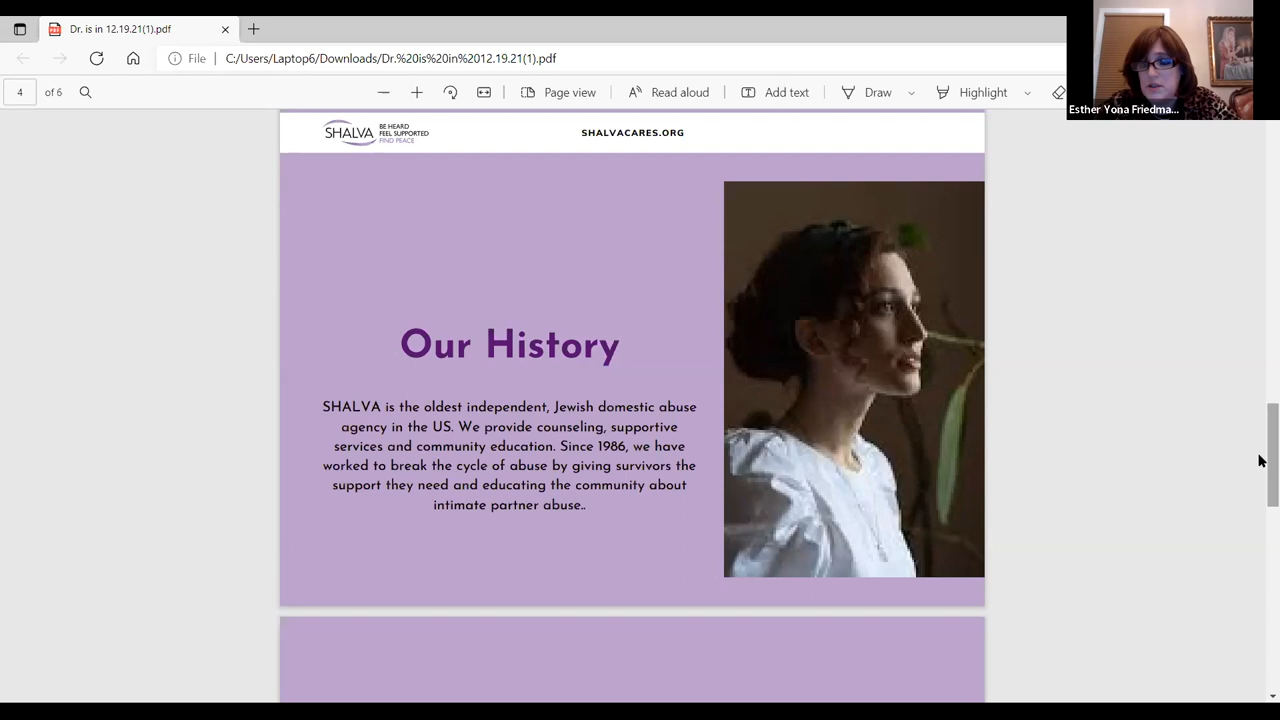 Dr. is in 12.19.21(1).pdf
File C:/Users/Laptop6/Downloads/Dr.%20is%20in%2012.19.21(1).pdf
4 of 6 Page view Read aloud Add text Draw Highlight
Esther Yona Friedma...
SHALVA BE HEARD
FEEL SUPPORTED
FIND PEACE
SHALVACARES.ORG
Our History
SHALVA is the oldest independent, Jewish domestic abuse
agency in the US. We provide counseling, supportive
services and community education. Since 1986, we have
worked to break the cycle of abuse by giving survivors the
support they need and educating the community about
intimate partner abuse..